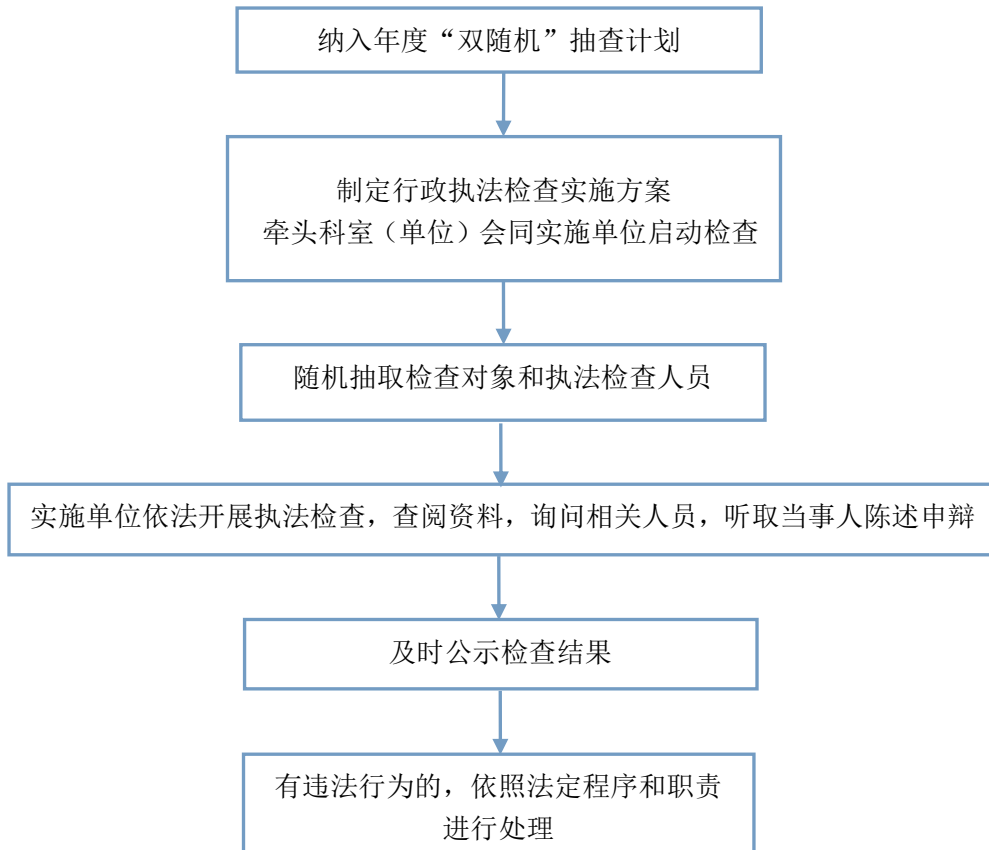 纳入年度“双随机”抽查计划
制定行政执法检查实施方案
牵头科室（单位）会同实施单位启动检查
随机抽取检查对象和执法检查人员
实施单位依法开展执法检查，查阅资料，询问相关人员，听取当事人陈述申辩
及时公示检查结果
有违法行为的，依照法定程序和职责
进行处理